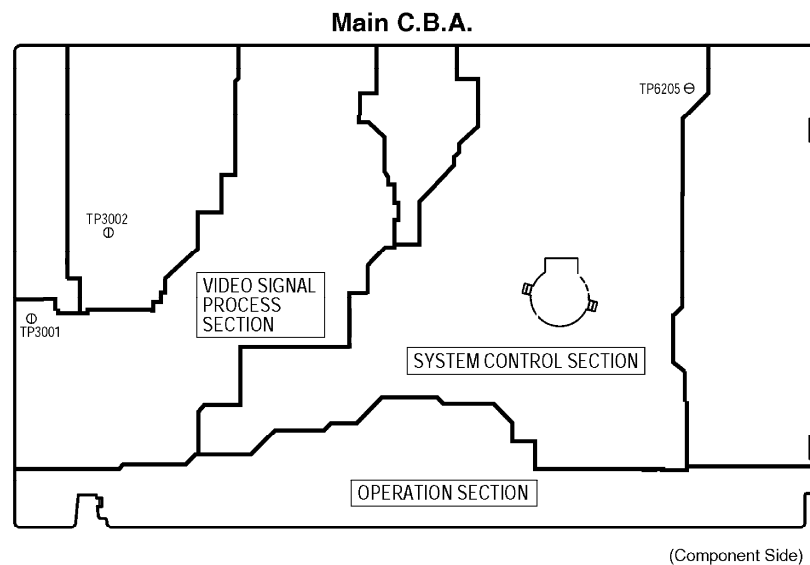 Main C.B.A.
TP6205
TP3002
VIDEO SIGNAL
PROCESS
SECTION
TP3001
SYSTEM CONTROL SECTION
OPERATION SECTION
(Component Side)